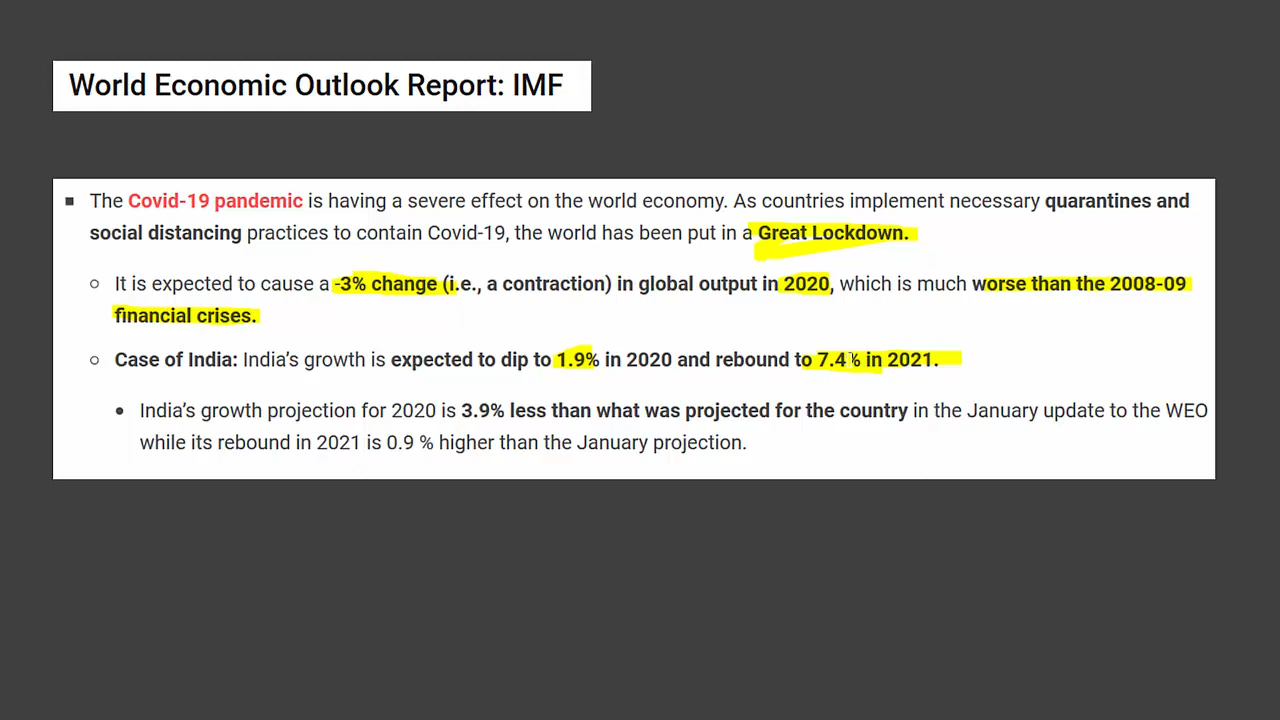 World Economic Outlook Report: IMF
▪ The Covid-19 pandemic is having a severe effect on the world economy. As countries implement necessary quarantines and
social distancing practices to contain Covid-19, the world has been put in a Great Lockdown.
○ It is expected to cause a -3% change (i.e., a contraction) in global output in 2020, which is much worse than the 2008-09
financial crises.
○ Case of India: India's growth is expected to dip to 1.9% in 2020 and rebound to 7.4% in 2021.
• India's growth projection for 2020 is 3.9% less than what was projected for the country in the January update to the WEO
while its rebound in 2021 is 0.9 % higher than the January projection.